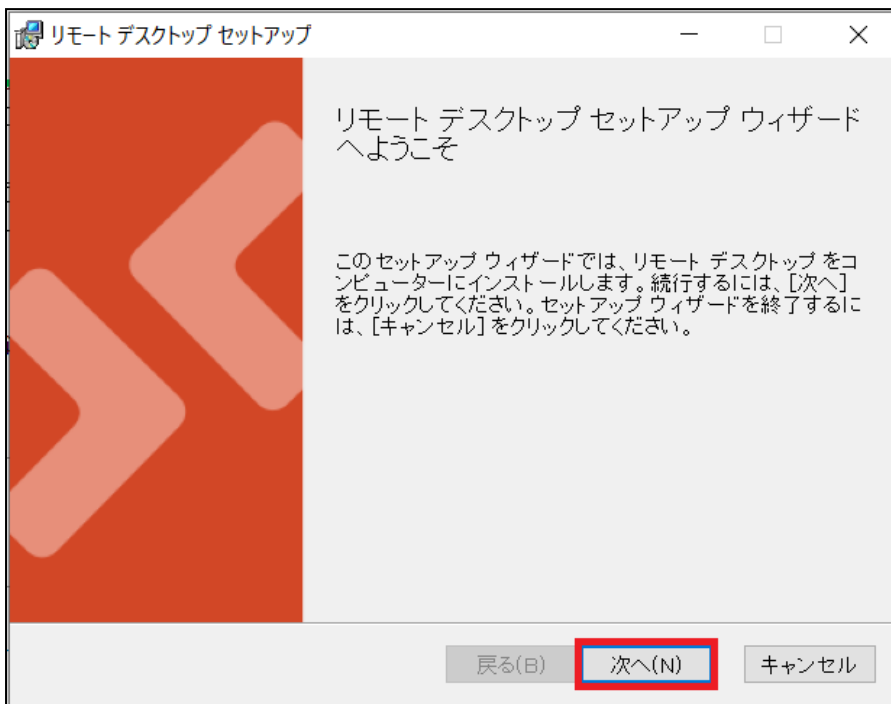 リモート デスクトップ セットアップ
リモート デスクトップ セットアップ ウィザード
へようこそ
このセットアップ ウィザードでは、リモート デスクトップ をコ
ンピューターにインストールします。続行するには、[次へ]
をクリックしてください。セットアップ ウィザードを終了するに
は、[キャンセル] をクリックしてください。
戻る(B) 次へ(N) キャンセル